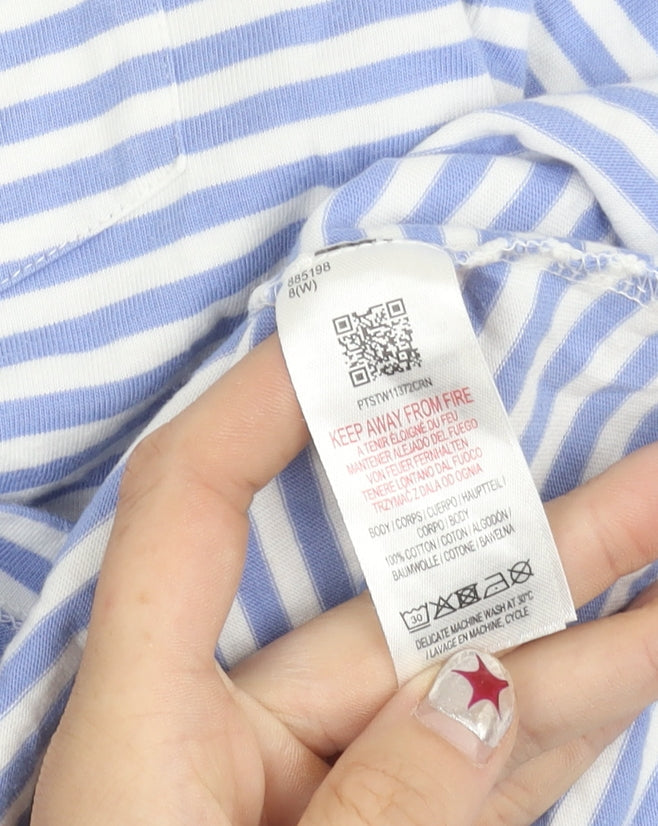 885198
8(W)
PTSTW11372CRN
KEEP AWAY FROM FIRE
A TENIR ÉLOIGNÉ DU FEU
MANTENER ALEJADO DEL FUEGO
VON FEUER FERNHALTEN
TENERE LONTANO DAL FUOCO
TRZYMAĆ Z DALA OD OGNIA
BODY / CORPS / CUERPO / HAUPTTEIL /
CORPO / BODY
100% COTTON / COTON / ALGODÓN /
BAUMWOLLE / COTONE / BAWEŁNA
30
DELICATE MACHINE WASH AT 30°C
/ LAVAGE EN MACHINE, CYCLE